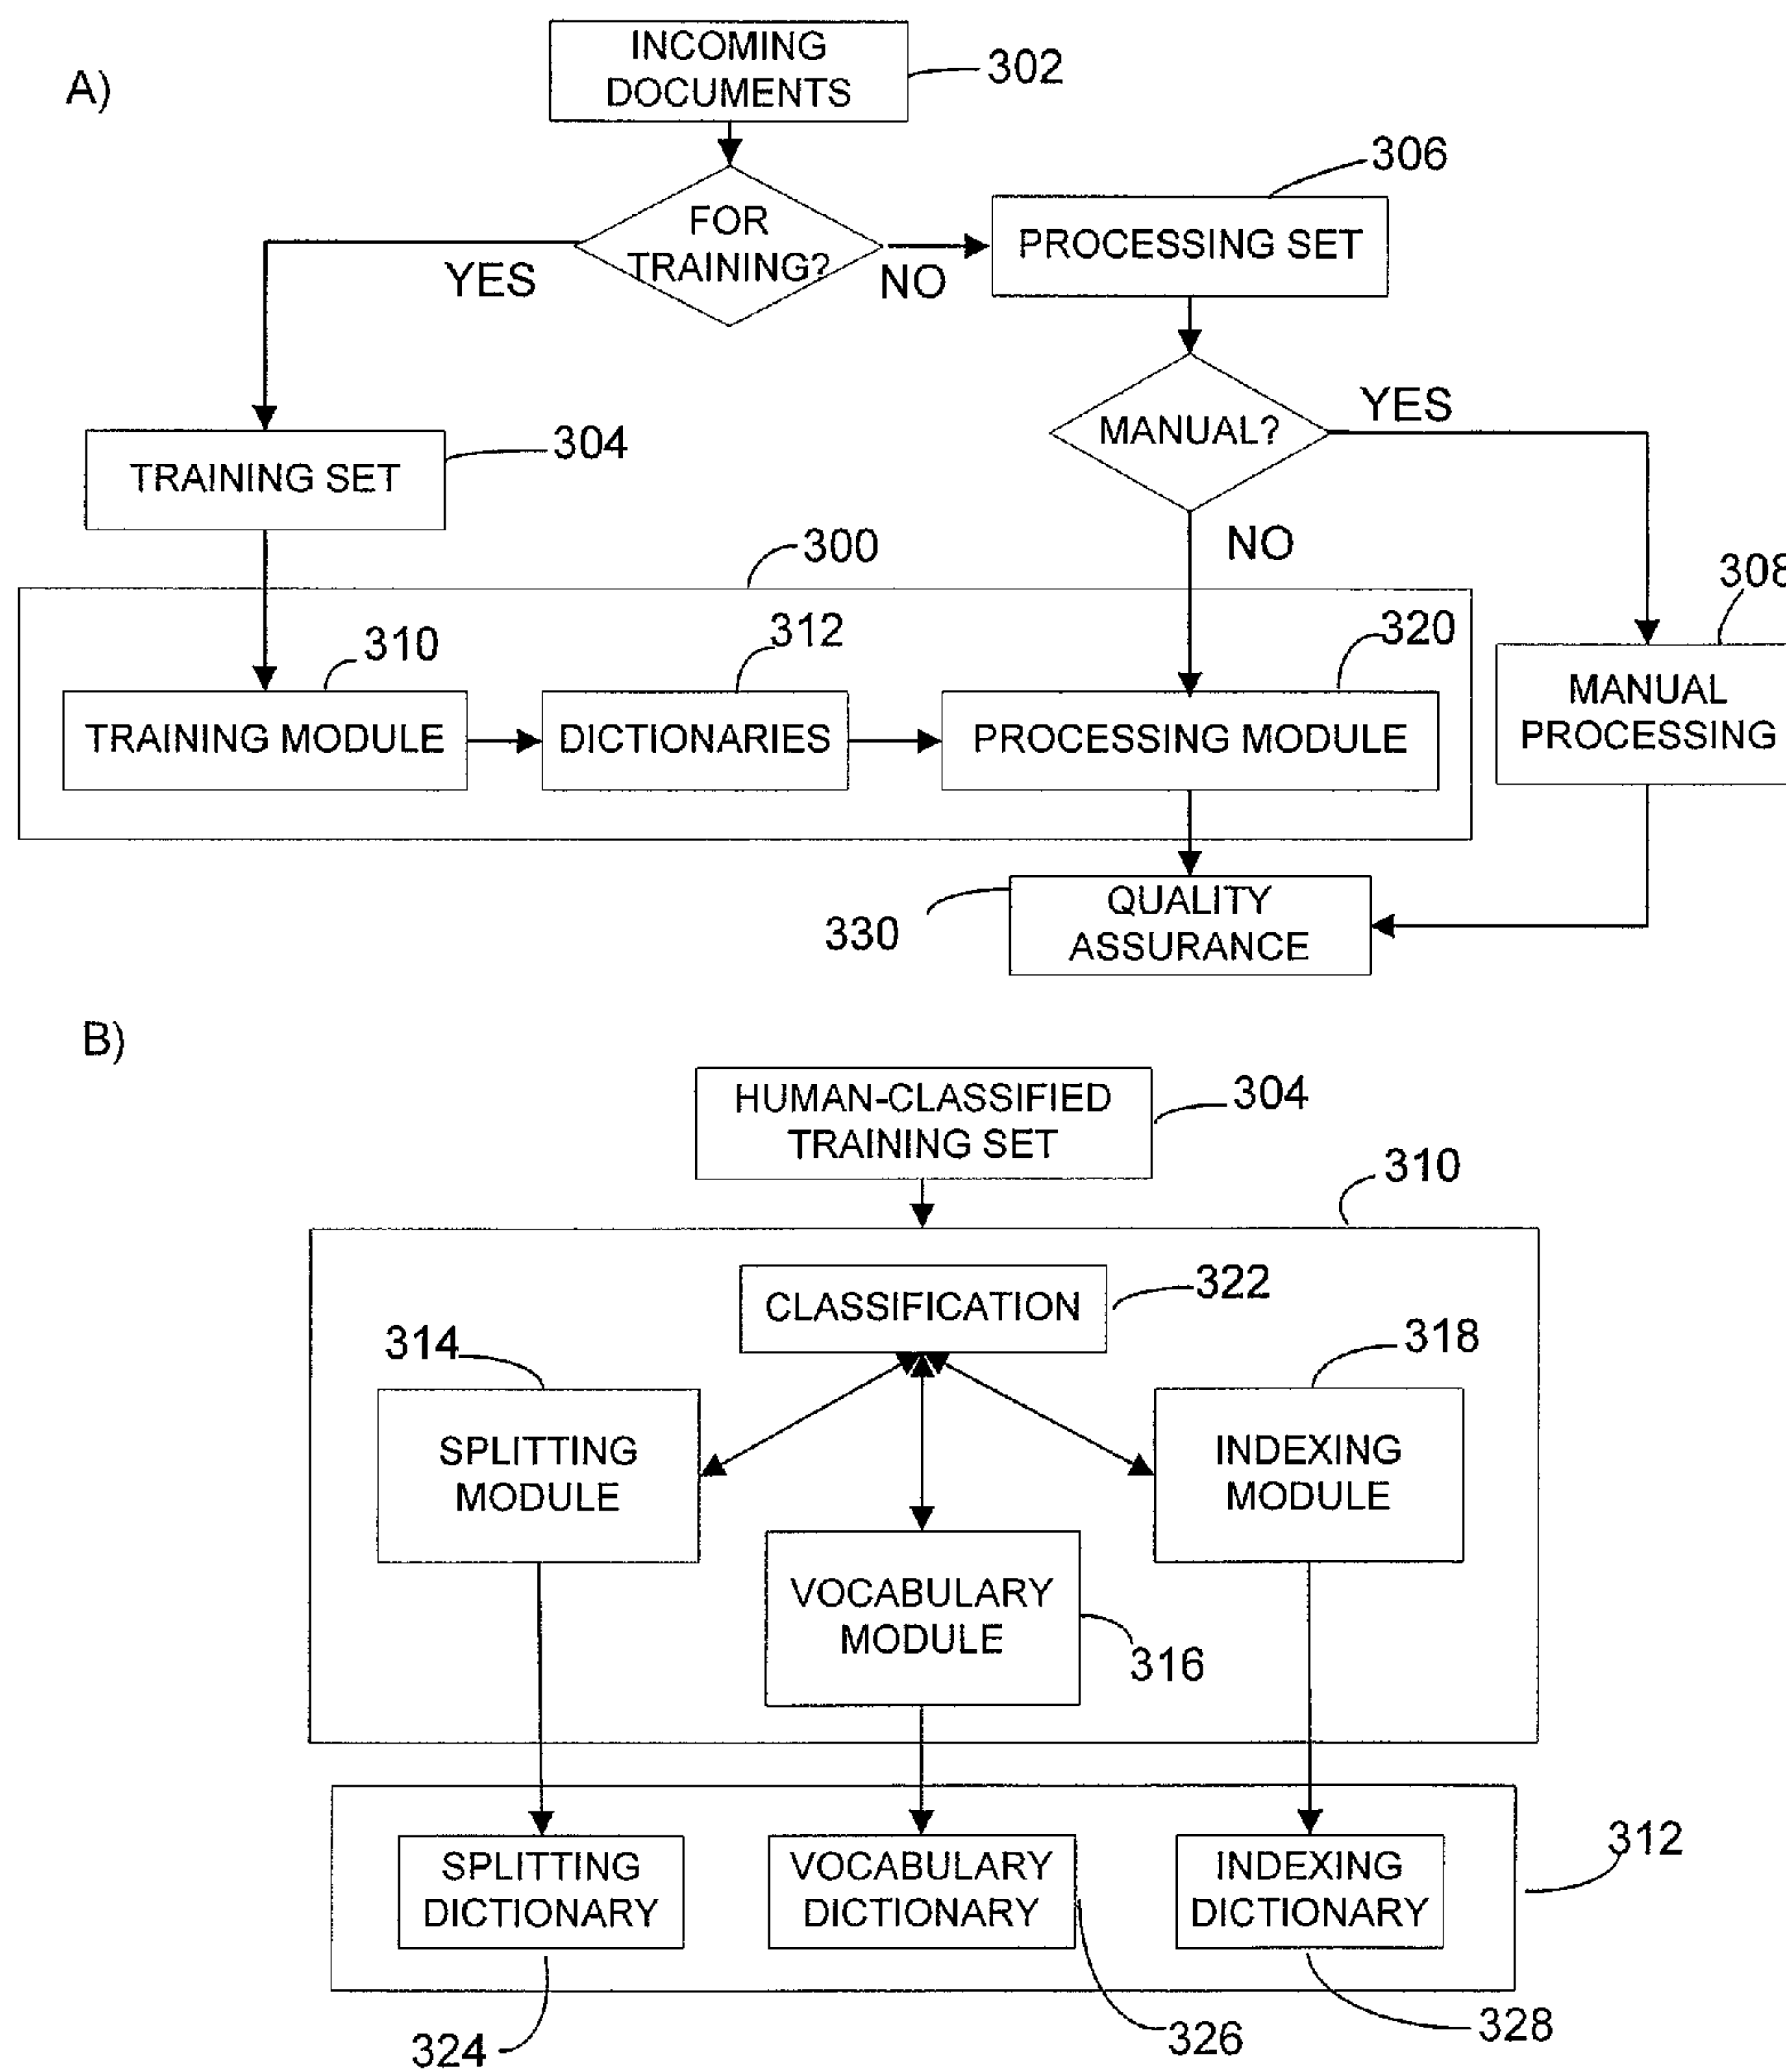 A)
INCOMING
DOCUMENTS
302
306
FOR
TRAINING?
PROCESSING SET
YES
NO
MANUAL?
YES
304
TRAINING SET
NO
300
308
310
312
320
TRAINING MODULE
DICTIONARIES
PROCESSING MODULE
MANUAL
PROCESSING
330
QUALITY
ASSURANCE
B)
HUMAN-CLASSIFIED
TRAINING SET
304
310
CLASSIFICATION
322
314
318
SPLITTING
MODULE
INDEXING
MODULE
VOCABULARY
MODULE
316
SPLITTING
DICTIONARY
VOCABULARY
DICTIONARY
INDEXING
DICTIONARY
312
324
326
328